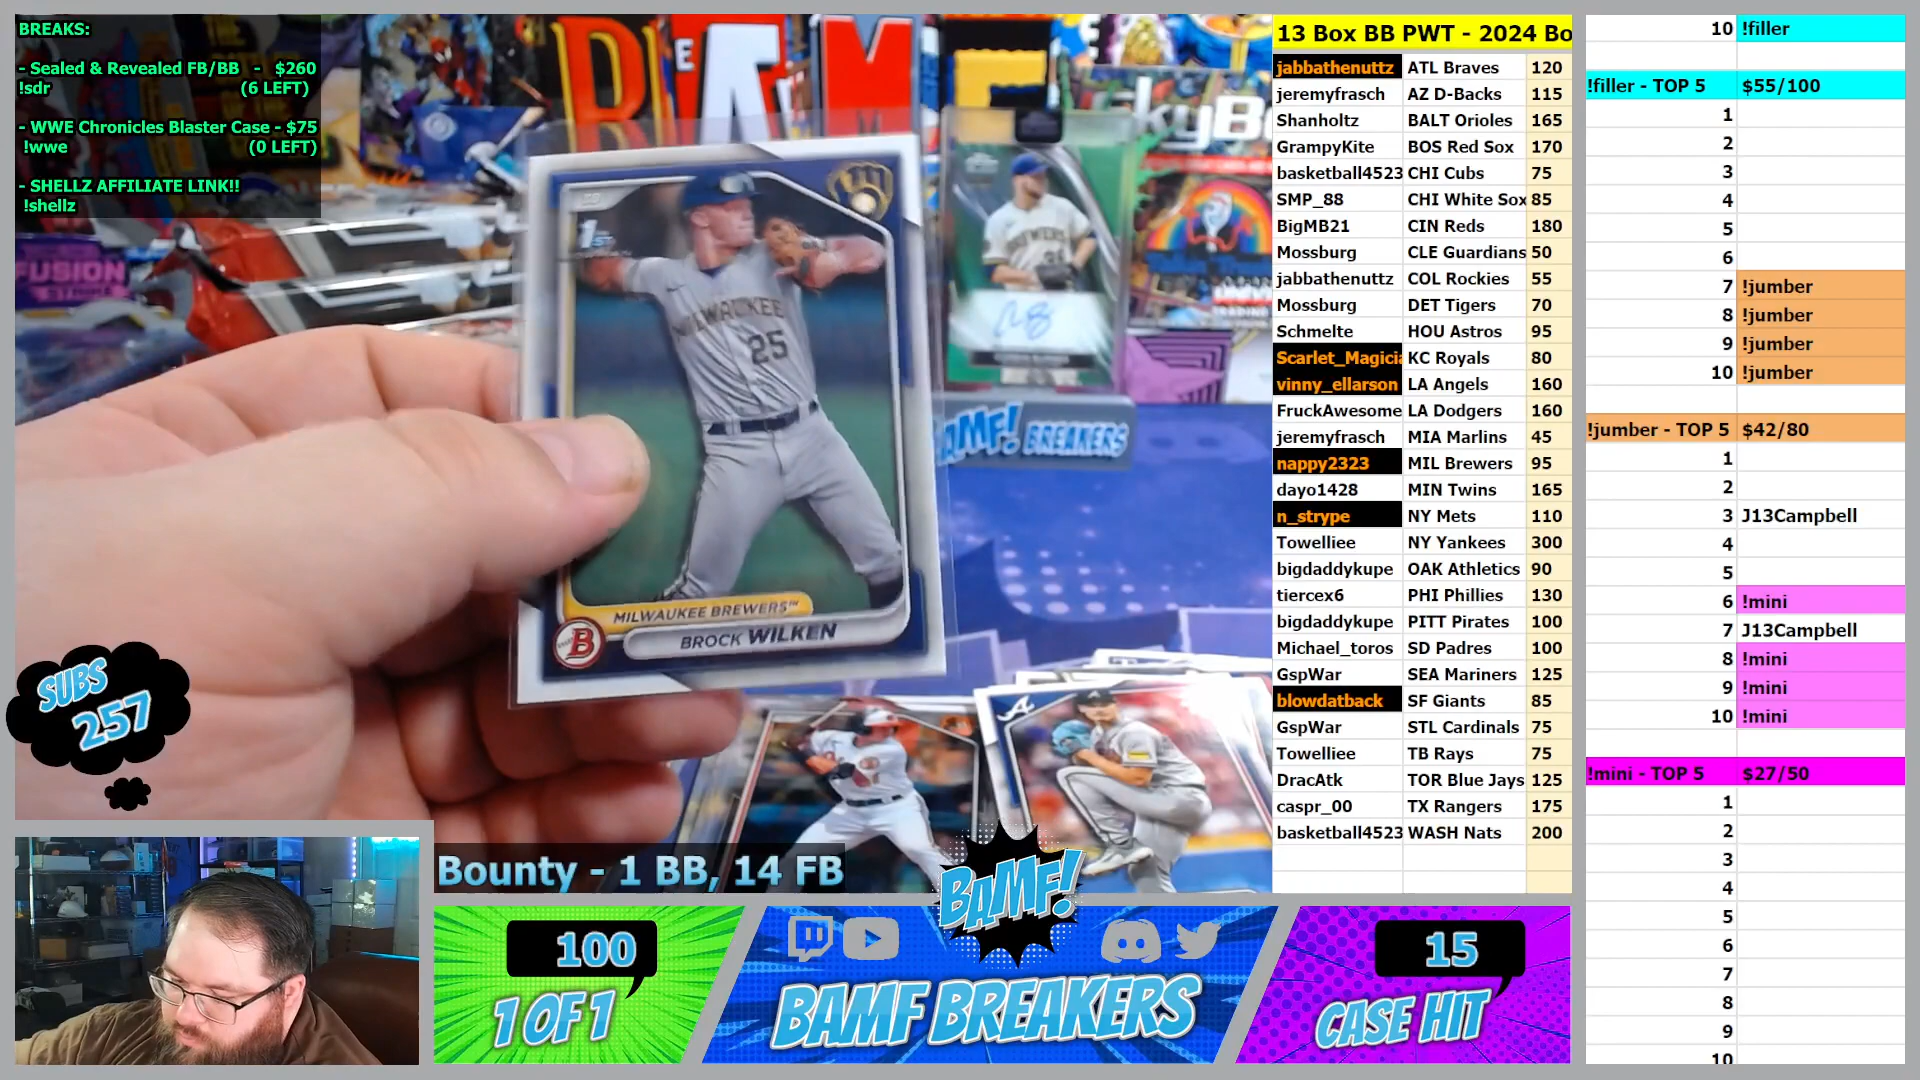 BREAKS:
- Sealed & Revealed FB/BB - $260
!sdr (6 LEFT)
- WWE Chronicles Blaster Case - $75
!wwe (0 LEFT)
- SHELLZ AFFILIATE LINK!!
!shellz
FUSION
STRIKE
BAM
1ST
MILWAUKEE
25
MILWAUKEE BREWERS™
BROCK WILKEN
B
BREWERS
BAMF! BREAKERS
SUBS
257
Bounty - 1 BB, 14 FB
BAMF!
100
1 OF 1
BAMF BREAKERS
15
CASE HIT
13 Box BB PWT - 2024 Bo
jabbathenuttz ATL Braves 120
jeremyfrasch AZ D-Backs 115
Shanholtz BALT Orioles 165
GrampyKite BOS Red Sox 170
basketball4523 CHI Cubs 75
SMP_88 CHI White Sox 85
BigMB21 CIN Reds 180
Mossburg CLE Guardians 50
jabbathenuttz COL Rockies 55
Mossburg DET Tigers 70
Schmelte HOU Astros 95
Scarlet_Magici KC Royals 80
vinny_ellarson LA Angels 160
FruckAwesome LA Dodgers 160
jeremyfrasch MIA Marlins 45
nappy2323 MIL Brewers 95
dayo1428 MIN Twins 165
n_strype NY Mets 110
Towelliee NY Yankees 300
bigdaddykupe OAK Athletics 90
tiercex6 PHI Phillies 130
bigdaddykupe PITT Pirates 100
Michael_toros SD Padres 100
GspWar SEA Mariners 125
blowdatback SF Giants 85
GspWar STL Cardinals 75
Towelliee TB Rays 75
DracAtk TOR Blue Jays 125
caspr_00 TX Rangers 175
basketball4523 WASH Nats 200
10 !filler
!filler - TOP 5 $55/100
1
2
3
4
5
6
7 !jumber
8 !jumber
9 !jumber
10 !jumber
!jumber - TOP 5 $42/80
1
2
3 J13Campbell
4
5
6 !mini
7 J13Campbell
8 !mini
9 !mini
10 !mini
!mini - TOP 5 $27/50
1
2
3
4
5
6
7
8
9
10